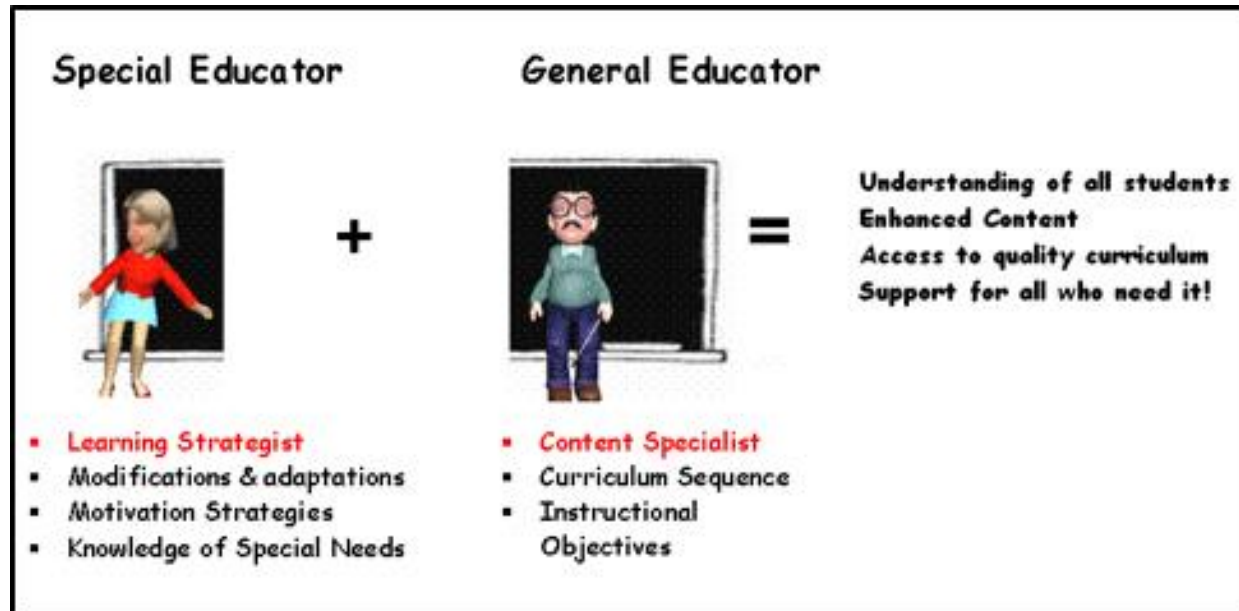 Special Educator
General Educator
+
=
Understanding of all students
Enhanced Content
Access to quality curriculum
Support for all who need it!
▪ Learning Strategist
▪ Modifications & adaptations
▪ Motivation Strategies
▪ Knowledge of Special Needs
▪ Content Specialist
▪ Curriculum Sequence
▪ Instructional
Objectives